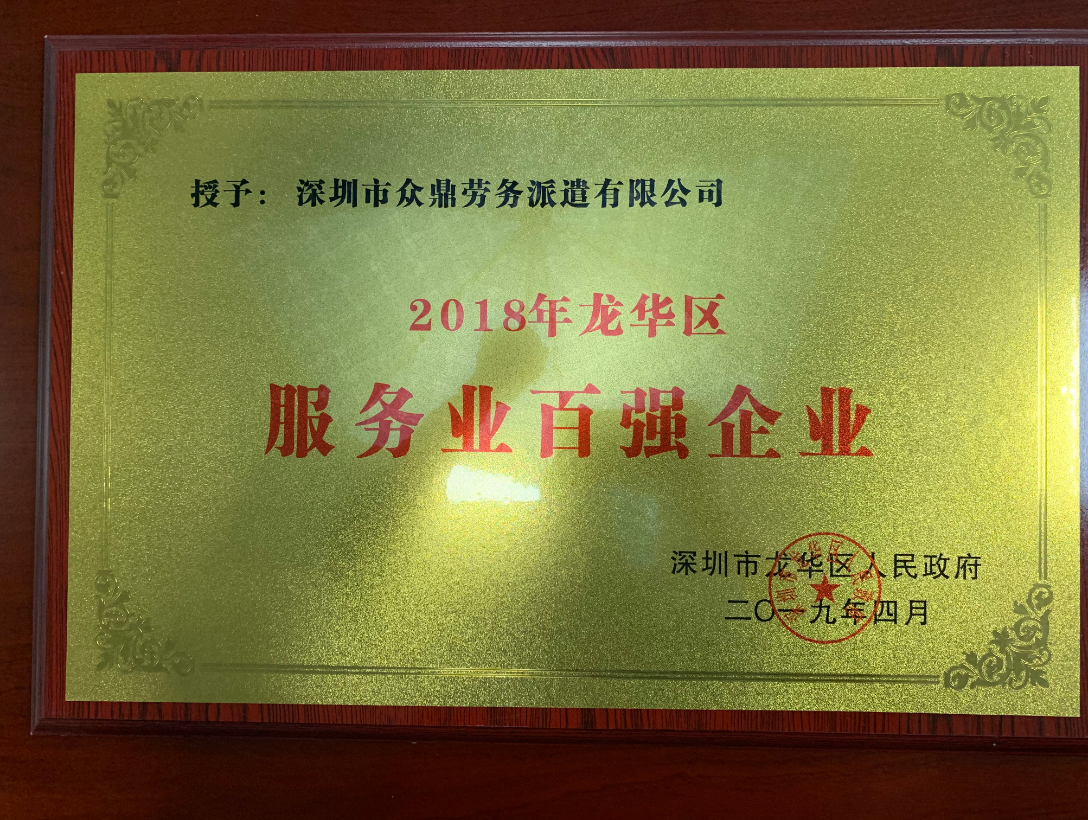 授予： 深圳市众鼎劳务派遣有限公司
2018年龙华区
服务业百强企业
深圳市龙华区人民政府
二〇一九年四月